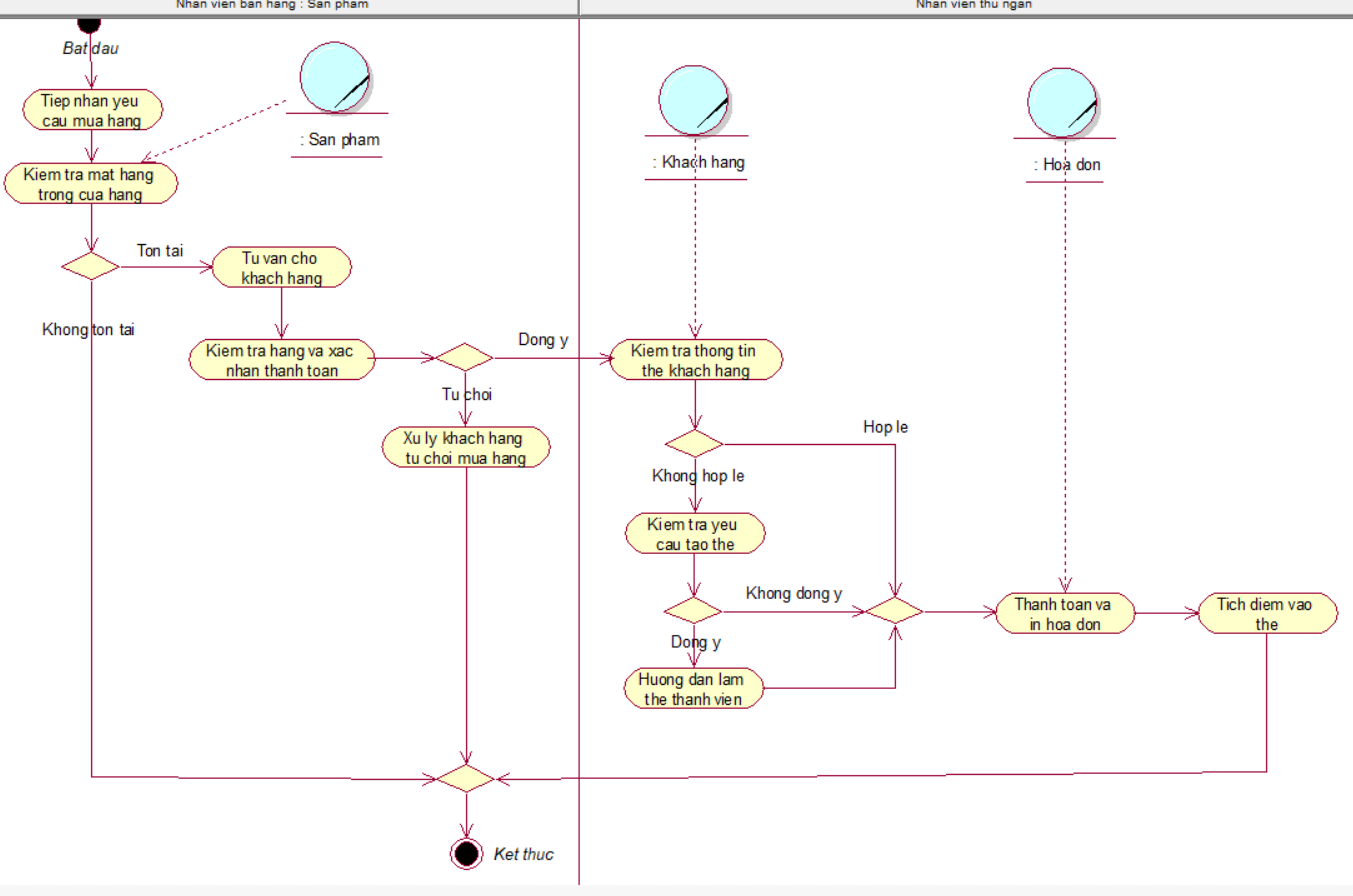 Nhan vien ban hang : San pham
Nhan vien thu ngan
Bat dau
Tiep nhan yeu
cau mua hang
: San pham
: Khach hang
: Hoa don
Kiem tra mat hang
trong cua hang
Ton tai
Tu van cho
khach hang
Khong ton tai
Kiem tra hang va xac
nhan thanh toan
Dong y
Kiem tra thong tin
the khach hang
Tu choi
Xu ly khach hang
tu choi mua hang
Hop le
Khong hop le
Kiem tra yeu
cau tao the
Khong dong y
Thanh toan va
in hoa don
Tich diem vao
the
Dong y
Huong dan lam
the thanh vien
Ket thuc